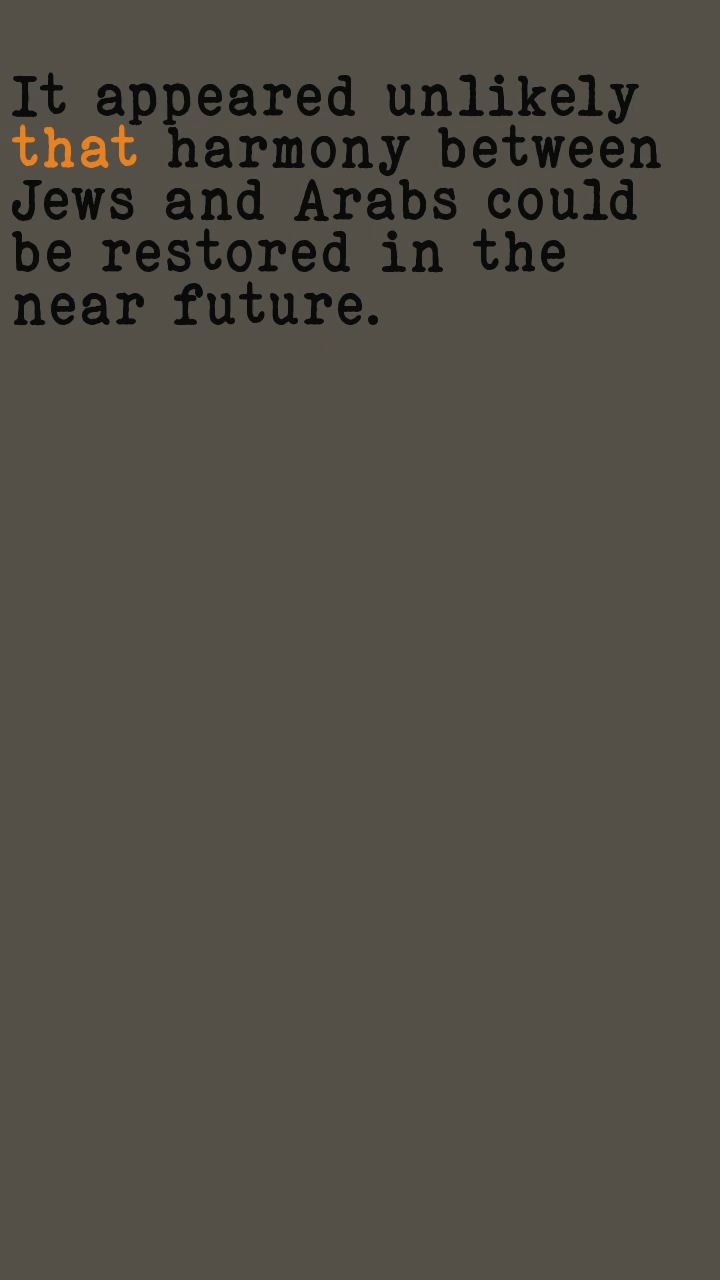 It appeared unlikely
that harmony between
Jews and Arabs could
be restored in the
near future.